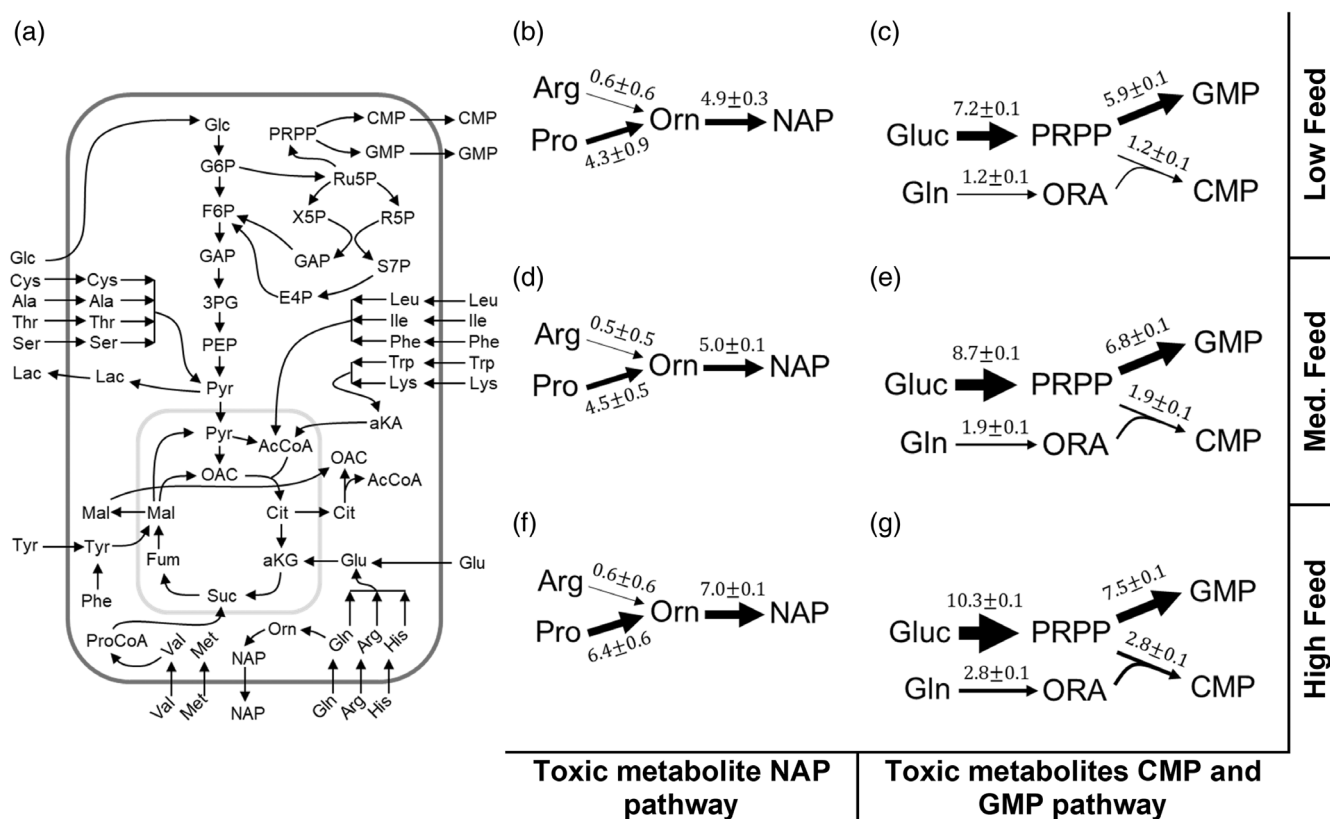 (a)
Glc
G6P
F6P
GAP
3PG
PEP
Pyr
PRPP
CMP
CMP
GMP
GMP
Ru5P
X5P
R5P
GAP
S7P
E4P
Glc
Cys
Cys
Ala
Ala
Thr
Thr
Ser
Ser
Lac
Lac
Leu
Leu
Ile
Ile
Phe
Phe
Trp
Trp
Lys
Lys
aKA
Pyr
AcCoA
OAC
OAC
AcCoA
Mal
Mal
Cit
Cit
Tyr
Tyr
Fum
aKG
Glu
Glu
Phe
Suc
ProCoA
Val
Met
Orn
Gln
Arg
His
NAP
Val
Met
NAP
Gln
Arg
His
(b)
Arg
0.6±0.6
Pro
4.3±0.9
Orn
4.9±0.3
NAP
(c)
Gluc
7.2±0.1
PRPP
5.9±0.1
GMP
Gln
1.2±0.1
ORA
1.2±0.1
CMP
Low Feed
(d)
Arg
0.5±0.5
Pro
4.5±0.5
Orn
5.0±0.1
NAP
(e)
Gluc
8.7±0.1
PRPP
6.8±0.1
GMP
Gln
1.9±0.1
ORA
1.9±0.1
CMP
Med. Feed
(f)
Arg
0.6±0.6
Pro
6.4±0.6
Orn
7.0±0.1
NAP
(g)
Gluc
10.3±0.1
PRPP
7.5±0.1
GMP
Gln
2.8±0.1
ORA
2.8±0.1
CMP
High Feed
Toxic metabolite NAP
pathway
Toxic metabolites CMP and
GMP pathway